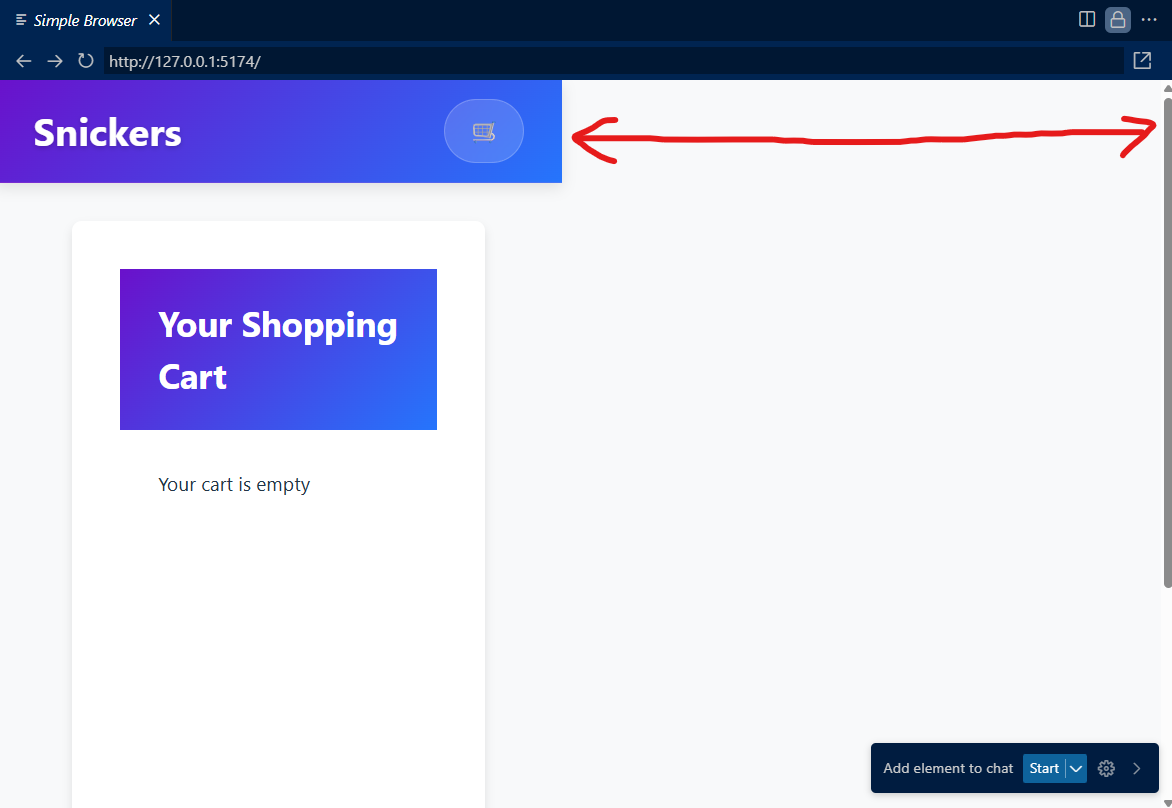 Simple Browser
http://127.0.0.1:5174/
Snickers
Your Shopping
Cart
Your cart is empty
Add element to chat Start